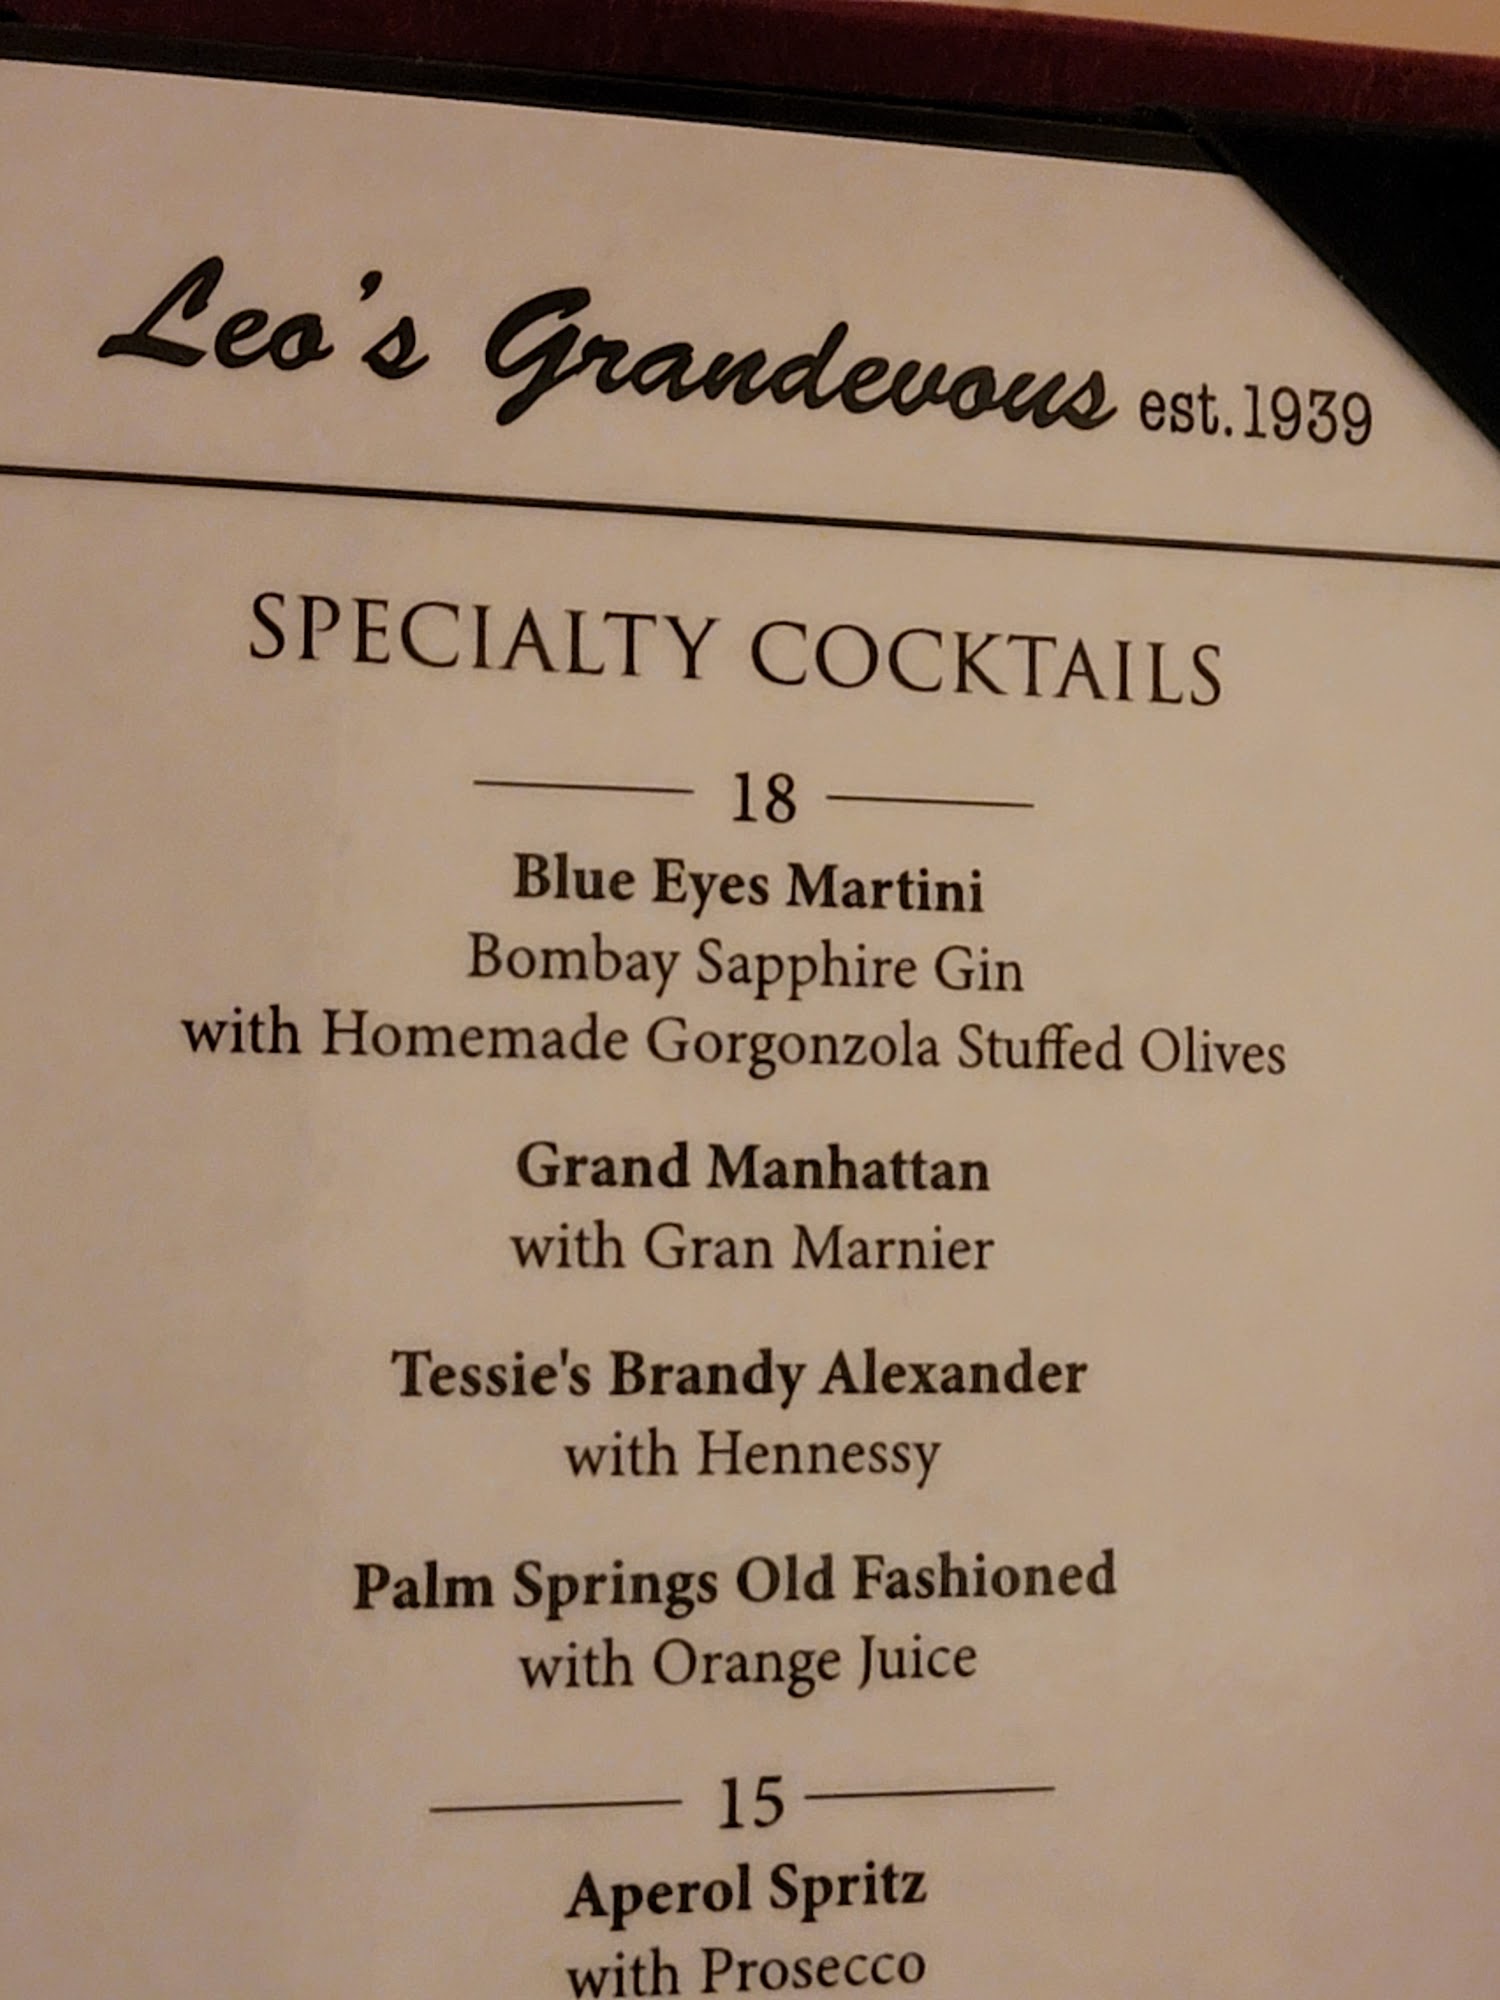 Leo's Grandevous est.1939
SPECIALTY COCKTAILS
18
Blue Eyes Martini
Bombay Sapphire Gin
with Homemade Gorgonzola Stuffed Olives
Grand Manhattan
with Gran Marnier
Tessie's Brandy Alexander
with Hennessy
Palm Springs Old Fashioned
with Orange Juice
15
Aperol Spritz
with Prosecco